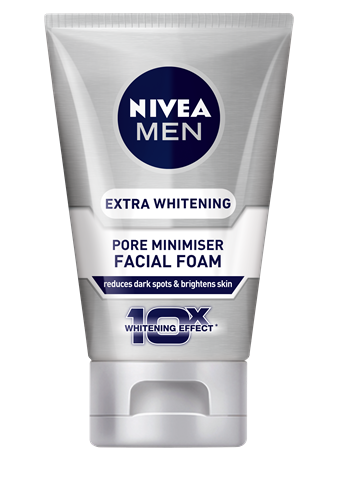 NIVEA
MEN
EXTRA WHITENING
PORE MINIMISER
FACIAL FOAM
reduces dark spots & brightens skin
10X
WHITENING EFFECT*